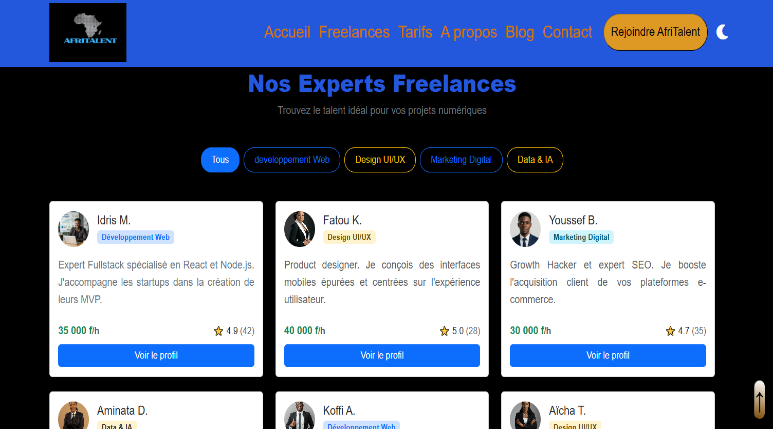 AFRITALENT
Accueil Freelances Tarifs A propos Blog Contact Rejoindre AfriTalent
Nos Experts Freelances
Trouvez le talent idéal pour vos projets numériques
Tous developpement Web Design UI/UX Marketing Digital Data & IA
Idris M.
Développement Web
Expert Fullstack spécialisé en React et Node.js.
J'accompagne les startups dans la création de
leurs MVP.
35 000 f/h 4.9 (42)
Voir le profil
Fatou K.
Design UI/UX
Product designer. Je conçois des interfaces
mobiles épurées et centrées sur l'expérience
utilisateur.
40 000 f/h 5.0 (28)
Voir le profil
Youssef B.
Marketing Digital
Growth Hacker et expert SEO. Je booste
l'acquisition client de vos plateformes e-
commerce.
30 000 f/h 4.7 (35)
Voir le profil
Aminata D.
Data & IA
Koffi A.
Développement Web
Aïcha T.
Design UI/UX